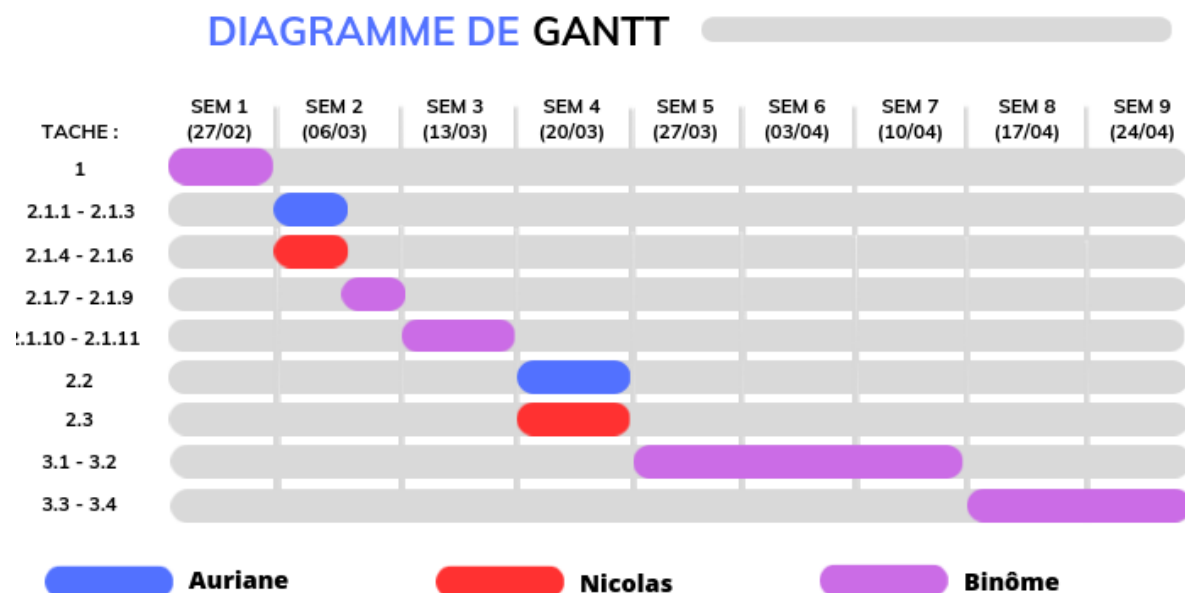 DIAGRAMME DE GANTT
SEM 1 SEM 2 SEM 3 SEM 4 SEM 5 SEM 6 SEM 7 SEM 8 SEM 9
TACHE : (27/02) (06/03) (13/03) (20/03) (27/03) (03/04) (10/04) (17/04) (24/04)
1
2.1.1 - 2.1.3
2.1.4 - 2.1.6
2.1.7 - 2.1.9
.1.10 - 2.1.11
2.2
2.3
3.1 - 3.2
3.3 - 3.4
Auriane Nicolas Binôme